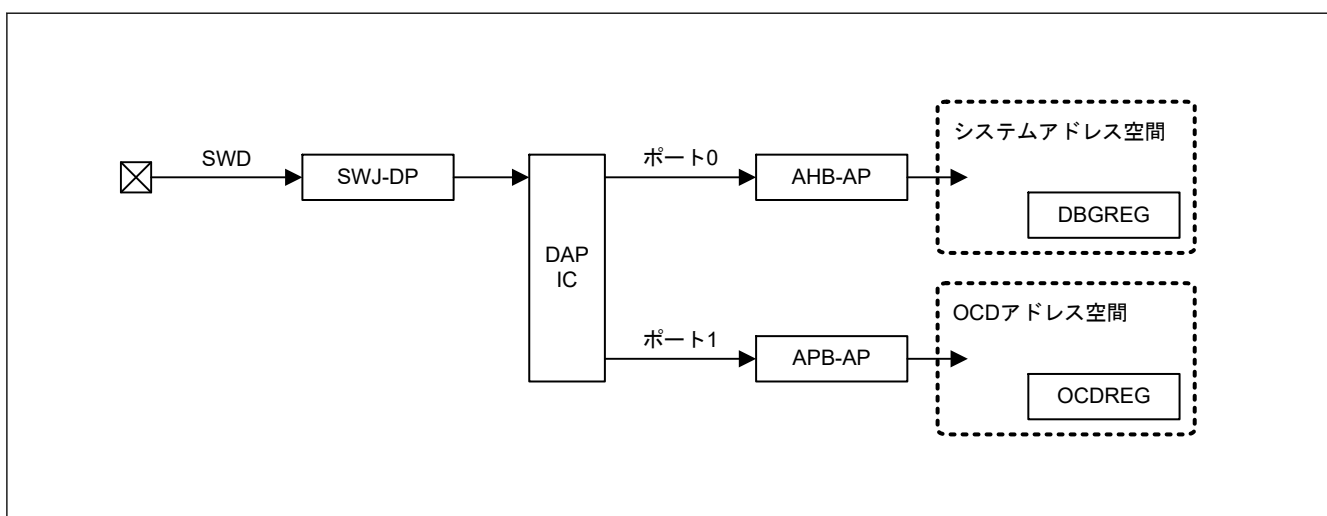 システムアドレス空間
SWD
ポート0
SWJ-DP
AHB-AP
DBGREG
DAP
IC
OCDアドレス空間
ポート1
APB-AP
OCDREG